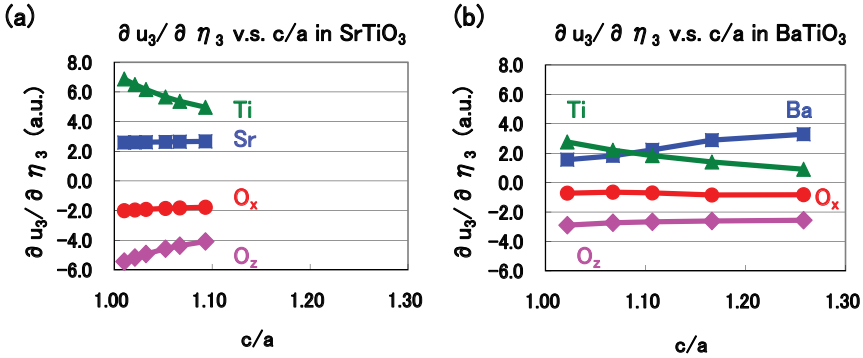 (a)
∂u₃/∂η₃ v.s. c/a in SrTiO₃
∂u₃/∂η₃ (a.u.)
8.0
6.0
4.0
2.0
0.0
−2.0
−4.0
−6.0
Ti
Sr
Oₓ
O_z
1.00
1.10
1.20
1.30
c/a
(b)
∂u₃/∂η₃ v.s. c/a in BaTiO₃
∂u₃/∂η₃ (a.u.)
8.0
6.0
4.0
2.0
0.0
−2.0
−4.0
−6.0
Ti
Ba
Oₓ
O_z
1.00
1.10
1.20
1.30
c/a